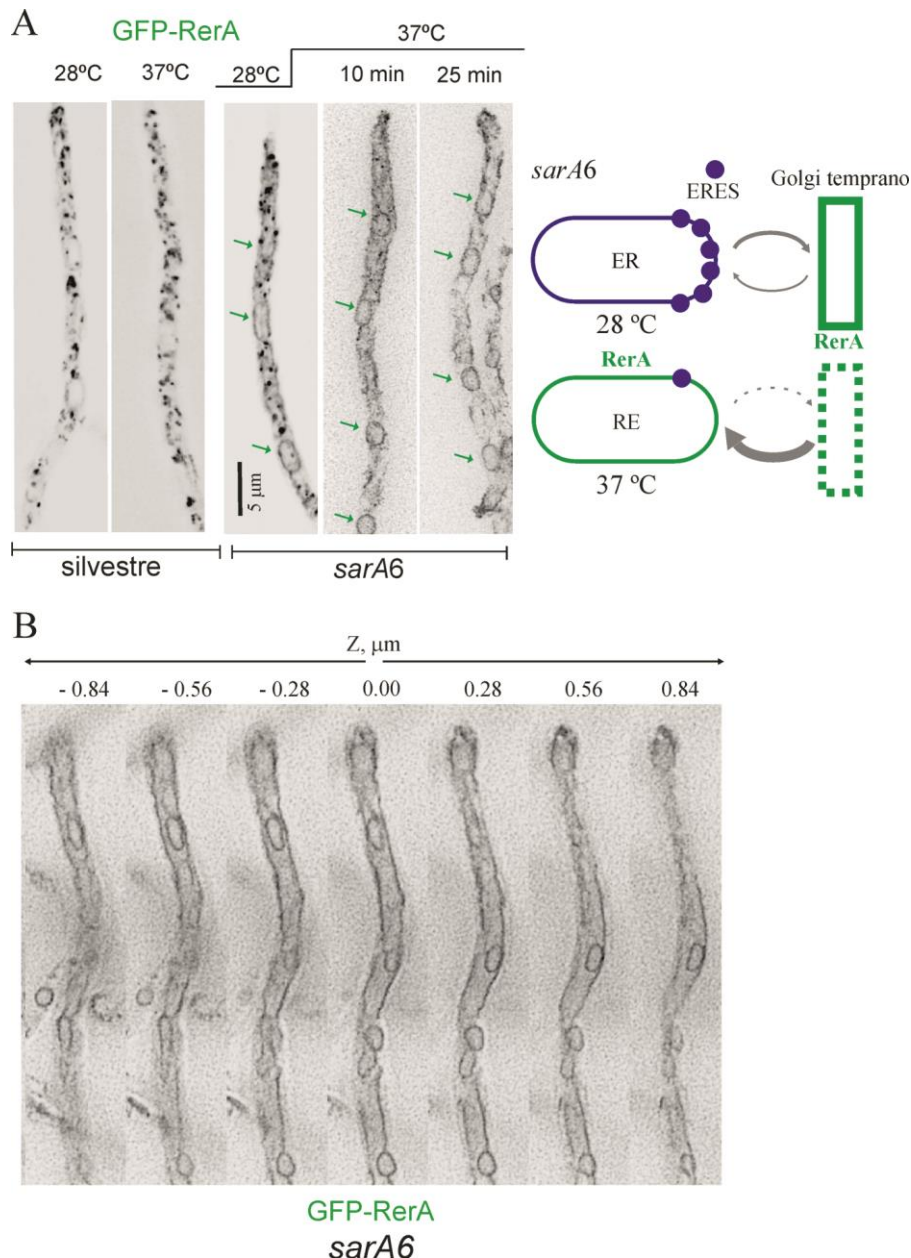 A
GFP-RerA
28ºC
37ºC
28ºC
37ºC
10 min
25 min
5 µm
silvestre
sarA6
sarA6
ERES
Golgi temprano
ER
28 ºC
RerA
RerA
RE
37 ºC
B
Z, µm
- 0.84
- 0.56
- 0.28
0.00
0.28
0.56
0.84
GFP-RerA
sarA6